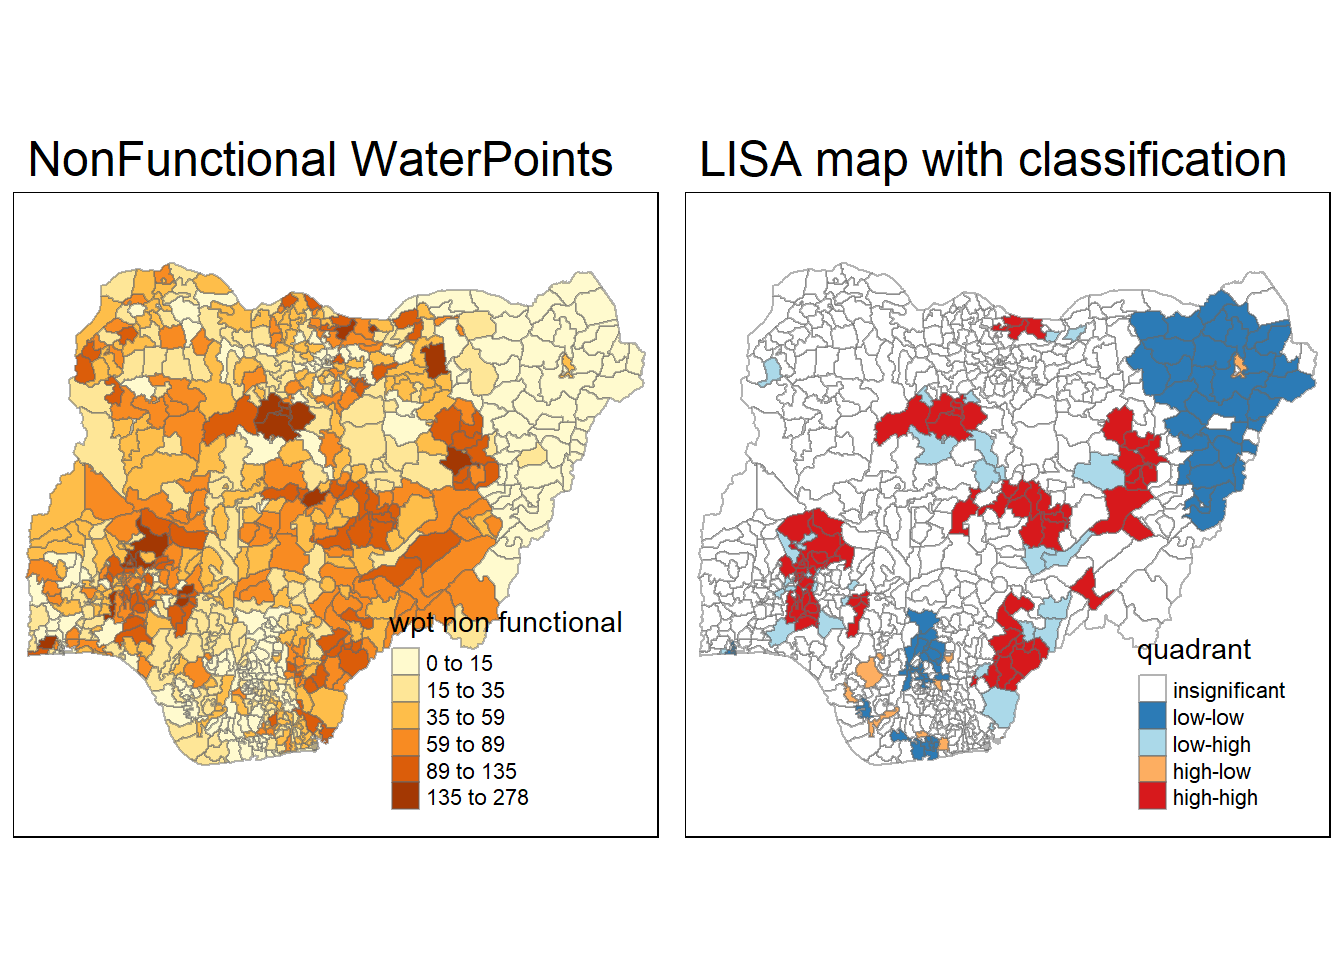 NonFunctional WaterPoints
wpt non functional
0 to 15
15 to 35
35 to 59
59 to 89
89 to 135
135 to 278
LISA map with classification
quadrant
insignificant
low-low
low-high
high-low
high-high